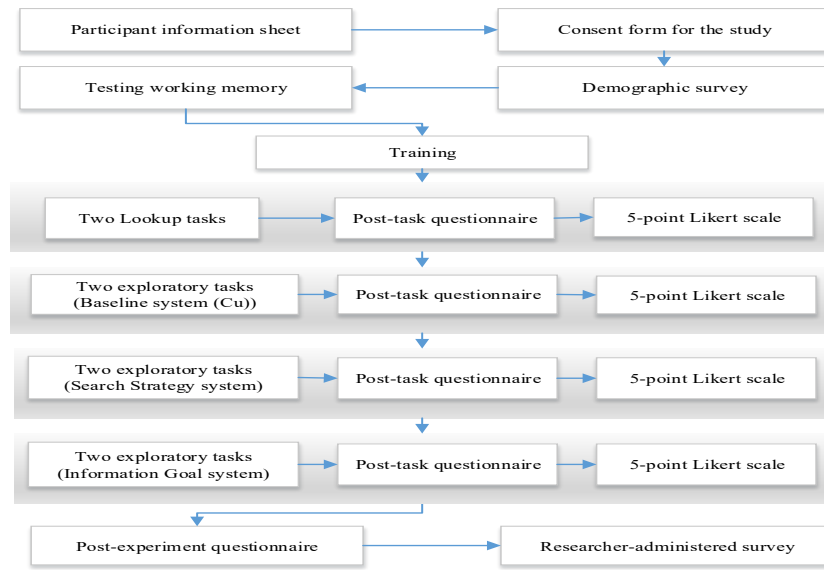 Participant information sheet
Consent form for the study
Testing working memory
Demographic survey
Training
Two Lookup tasks
Post-task questionnaire
5-point Likert scale
Two exploratory tasks
(Baseline system (Cu))
Post-task questionnaire
5-point Likert scale
Two exploratory tasks
(Search Strategy system)
Post-task questionnaire
5-point Likert scale
Two exploratory tasks
(Information Goal system)
Post-task questionnaire
5-point Likert scale
Post-experiment questionnaire
Researcher-administered survey